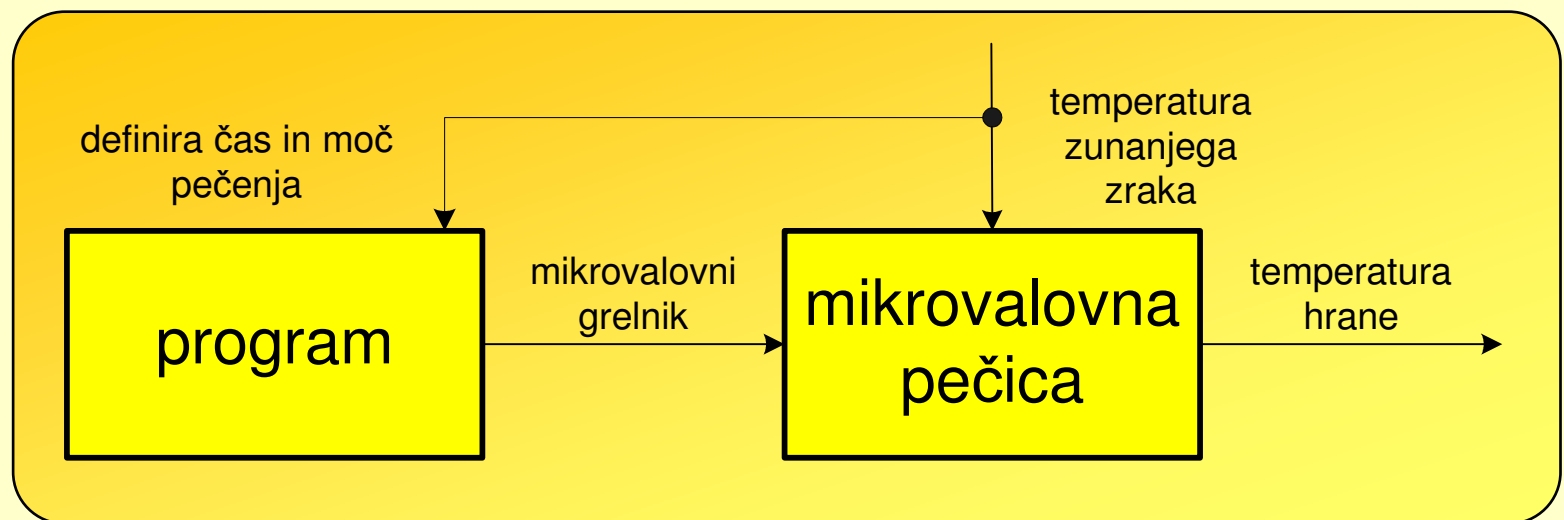 definira čas in moč
pečenja
temperatura
zunanjega
zraka
program
mikrovalovni
grelnik
mikrovalovna
pečica
temperatura
hrane